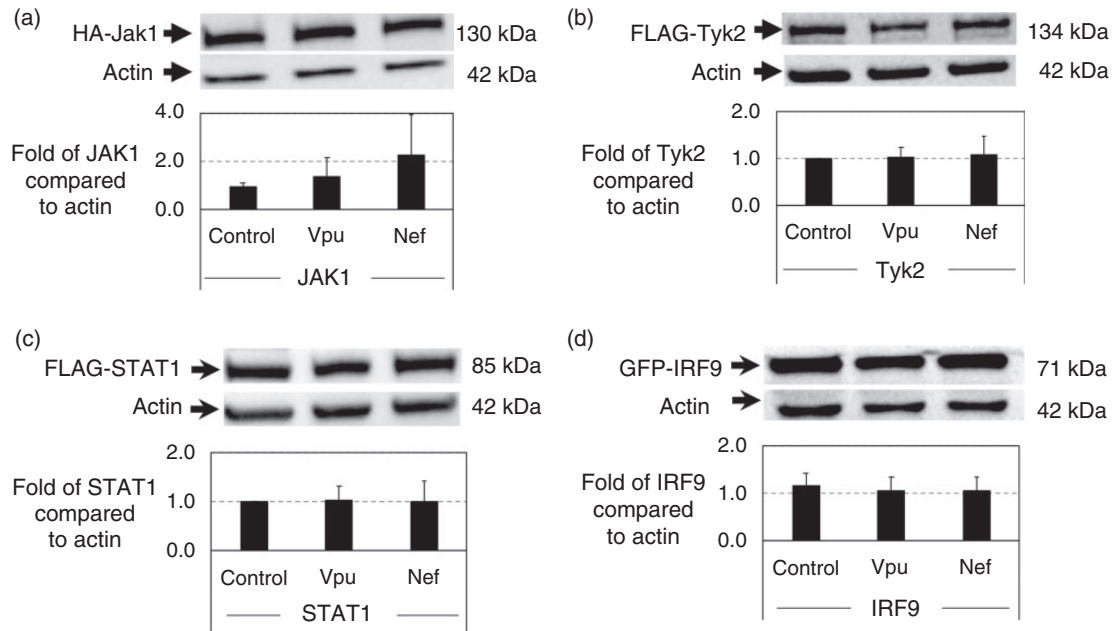 (a)
HA-Jak1
130 kDa
Actin
42 kDa
4.0
2.0
0.0
Fold of JAK1
compared
to actin
Control Vpu Nef
JAK1
(b)
FLAG-Tyk2
134 kDa
Actin
42 kDa
2.0
1.0
0.0
Fold of Tyk2
compared
to actin
Control Vpu Nef
Tyk2
(c)
FLAG-STAT1
85 kDa
Actin
42 kDa
2.0
1.0
0.0
Fold of STAT1
compared
to actin
Control Vpu Nef
STAT1
(d)
GFP-IRF9
71 kDa
Actin
42 kDa
2.0
1.0
0.0
Fold of IRF9
compared
to actin
Control Vpu Nef
IRF9